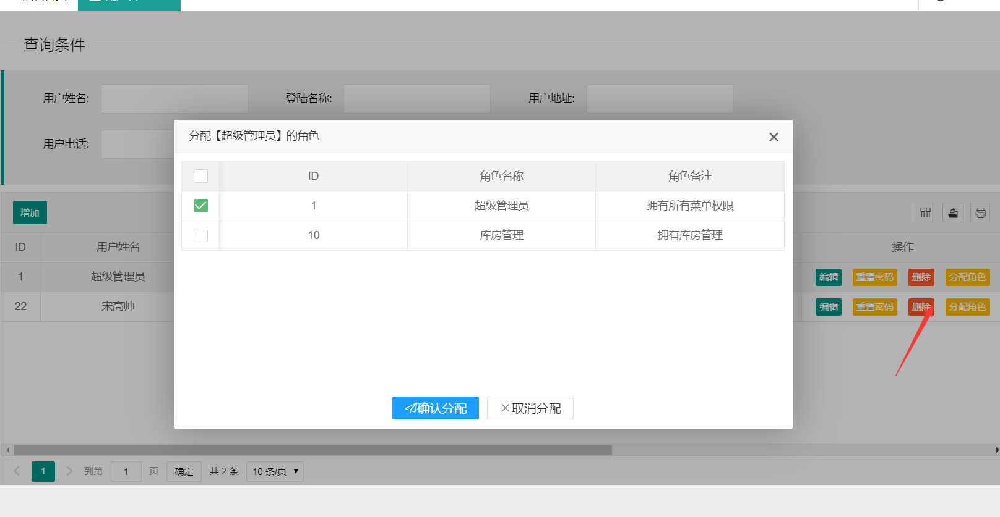 查询条件
用户姓名: 登陆名称: 用户地址:
用户电话:
分配【超级管理员】的角色
ID 角色名称 角色备注
1 超级管理员 拥有所有菜单权限
10 库房管理 拥有库房管理
确认分配 取消分配
增加
ID 用户姓名 操作
1 超级管理员 编辑 重置密码 删除 分配角色
22 宋高帅 编辑 重置密码 删除 分配角色
1 到第 1 页 确定 共 2 条 10 条/页